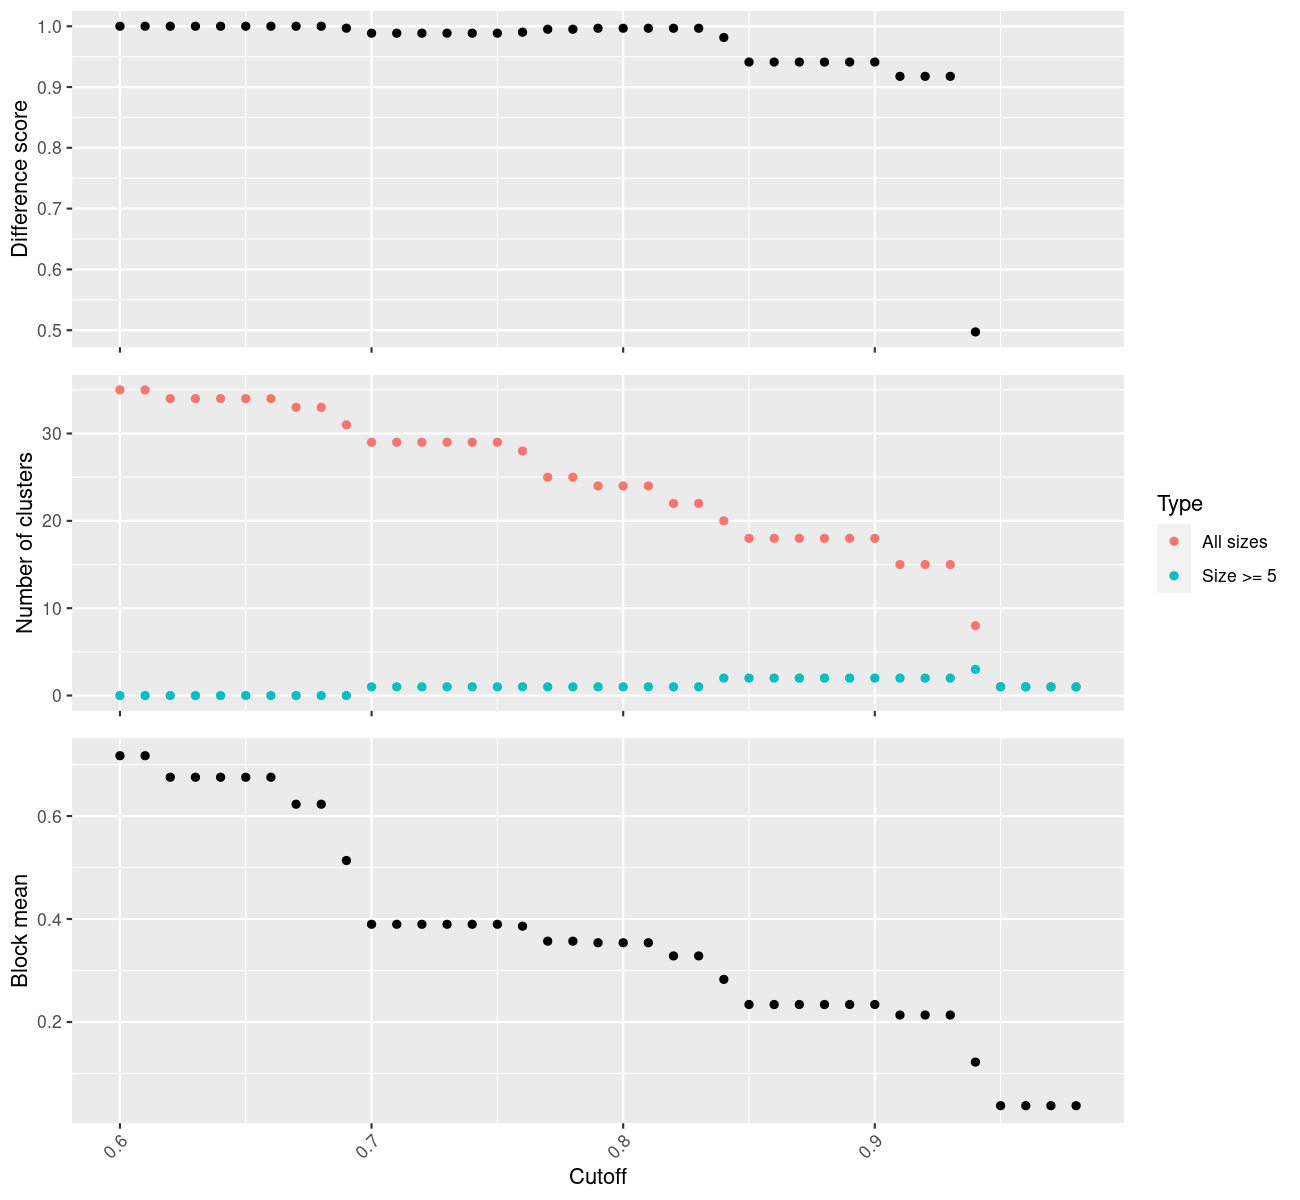 Difference score
1.0
0.9
0.8
0.7
0.6
0.5
Number of clusters
30
20
10
0
Type
All sizes
Size >= 5
Block mean
0.6
0.4
0.2
0.6
0.7
0.8
0.9
Cutoff